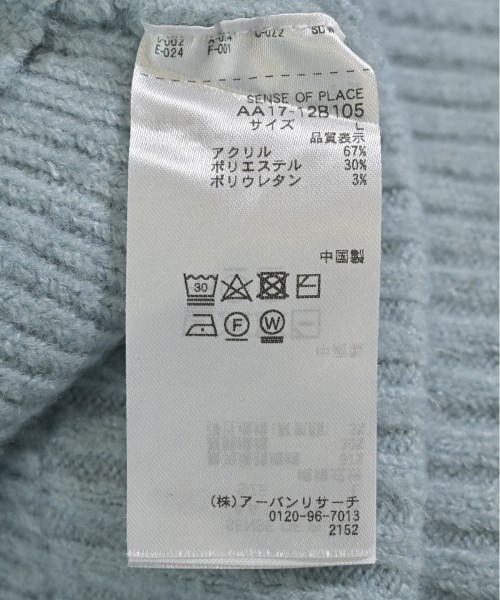 E-024 F-001
SENSE OF PLACE
AA17-12B105
サイズ L
品質表示
アクリル 67%
ポリエステル 30%
ポリウレタン 3%
中国製
30
F W
(株)アーバンリサーチ
0120-96-7013
2152